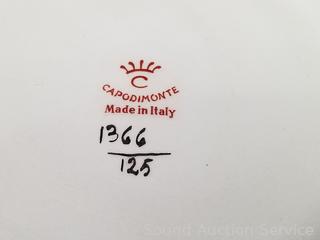 C
CAPODIMONTE
Made in Italy
1366
125
Sound Auction Service